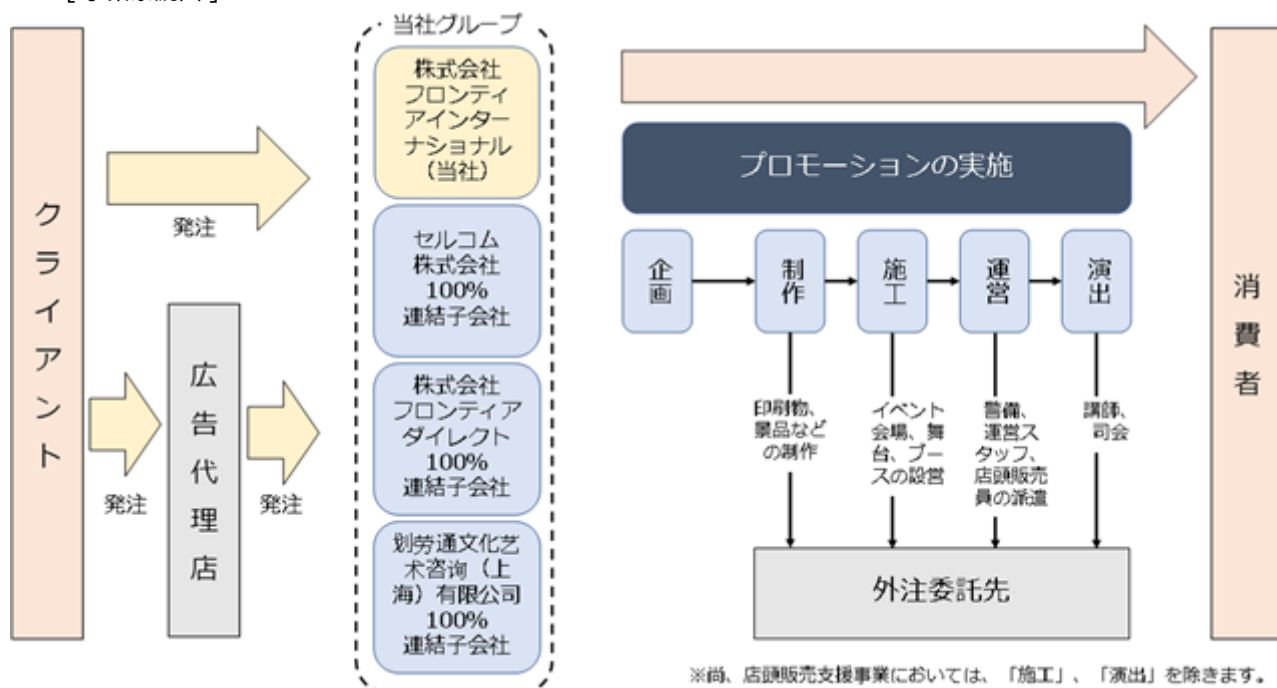 クライアント
発注
発注
広告代理店
発注
当社グループ
株式会社
フロンティ
アインター
ナショナル
（当社）
セルコム
株式会社
100%
連結子会社
株式会社
フロンティア
ダイレクト
100%
連結子会社
划劳通文化艺
术咨询（上
海）有限公司
100%
連結子会社
プロモーションの実施
企画
制作
施工
運営
演出
印刷物、
景品など
の制作
イベント
会場、舞
台、ブー
スの設営
警備、
運営ス
タッフ、
店頭販売
員の派遣
講師、
司会
外注委託先
消費者
※尚、店頭販売支援事業においては、「施工」、「演出」を除きます。